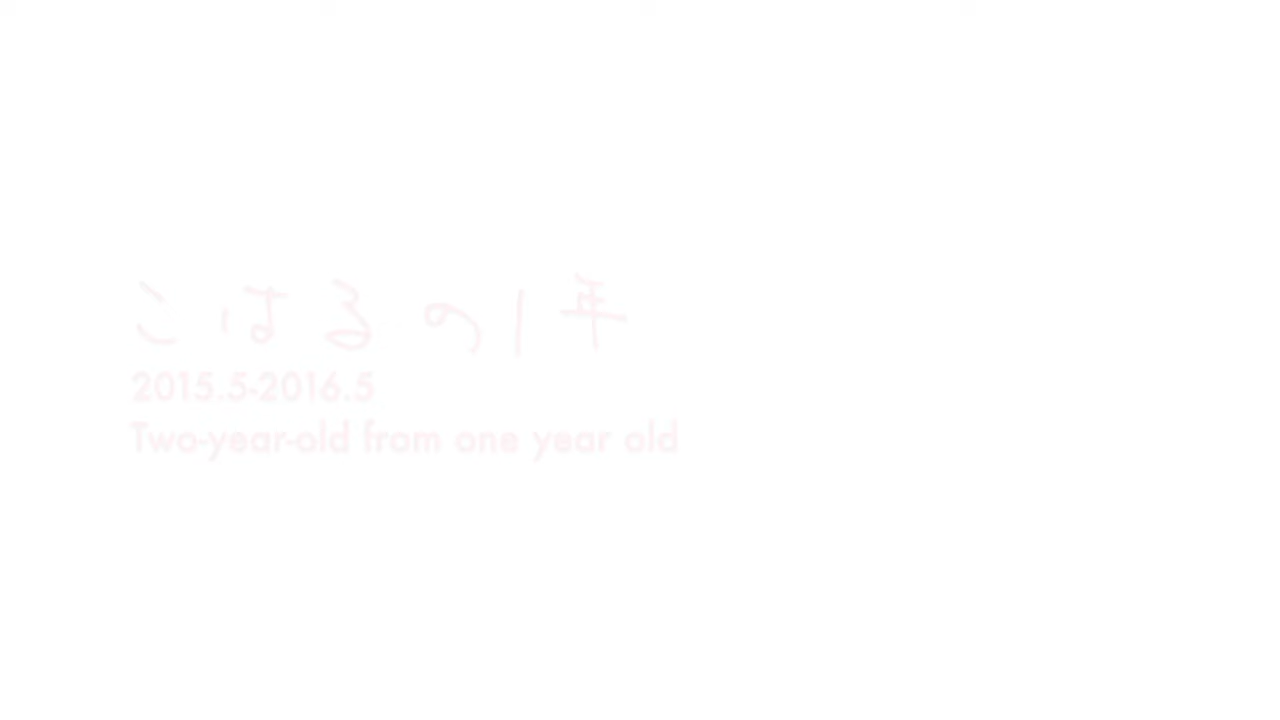 こはるの1年
2015.5-2016.5
Two-year-old from one year old